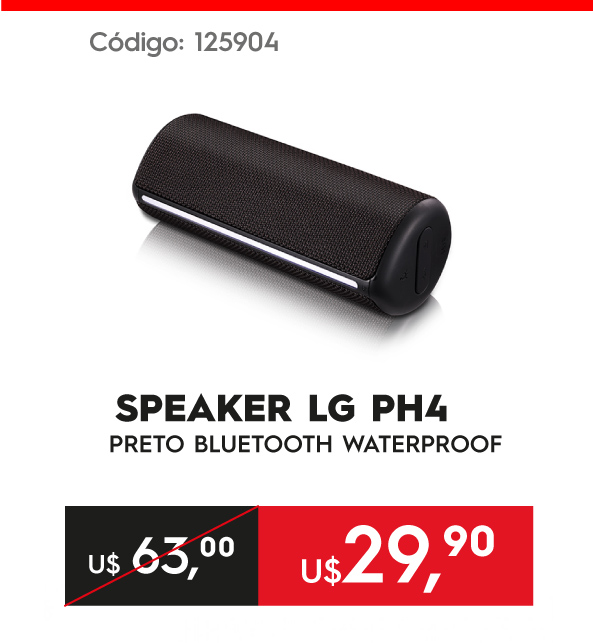 Código: 125904
SPEAKER LG PH4
PRETO BLUETOOTH WATERPROOF
U$ 63,00
U$29,90